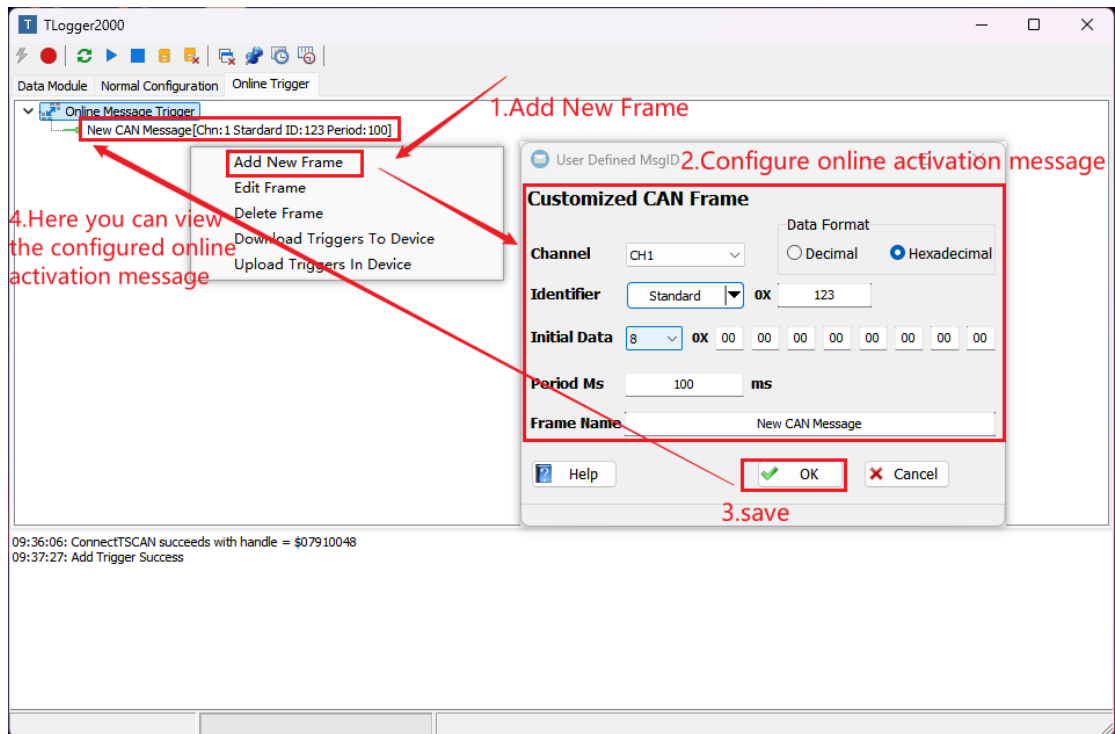 TLogger2000
Data Module Normal Configuration Online Trigger
Online Message Trigger
New CAN Message[Chn:1 Standard ID:123 Period:100]
1.Add New Frame
Add New Frame
Edit Frame
Delete Frame
Download Triggers To Device
Upload Triggers In Device
4.Here you can view
the configured online
activation message
User Defined MsgID
2.Configure online activation message
Customized CAN Frame
Data Format
Channel CH1 Decimal Hexadecimal
Identifier Standard 0X 123
Initial Data 8 0X 00 00 00 00 00 00 00 00
Period Ms 100 ms
Frame Name New CAN Message
Help OK Cancel
3.save
09:36:06: ConnectTSCAN succeeds with handle = $07910048
09:37:27: Add Trigger Success